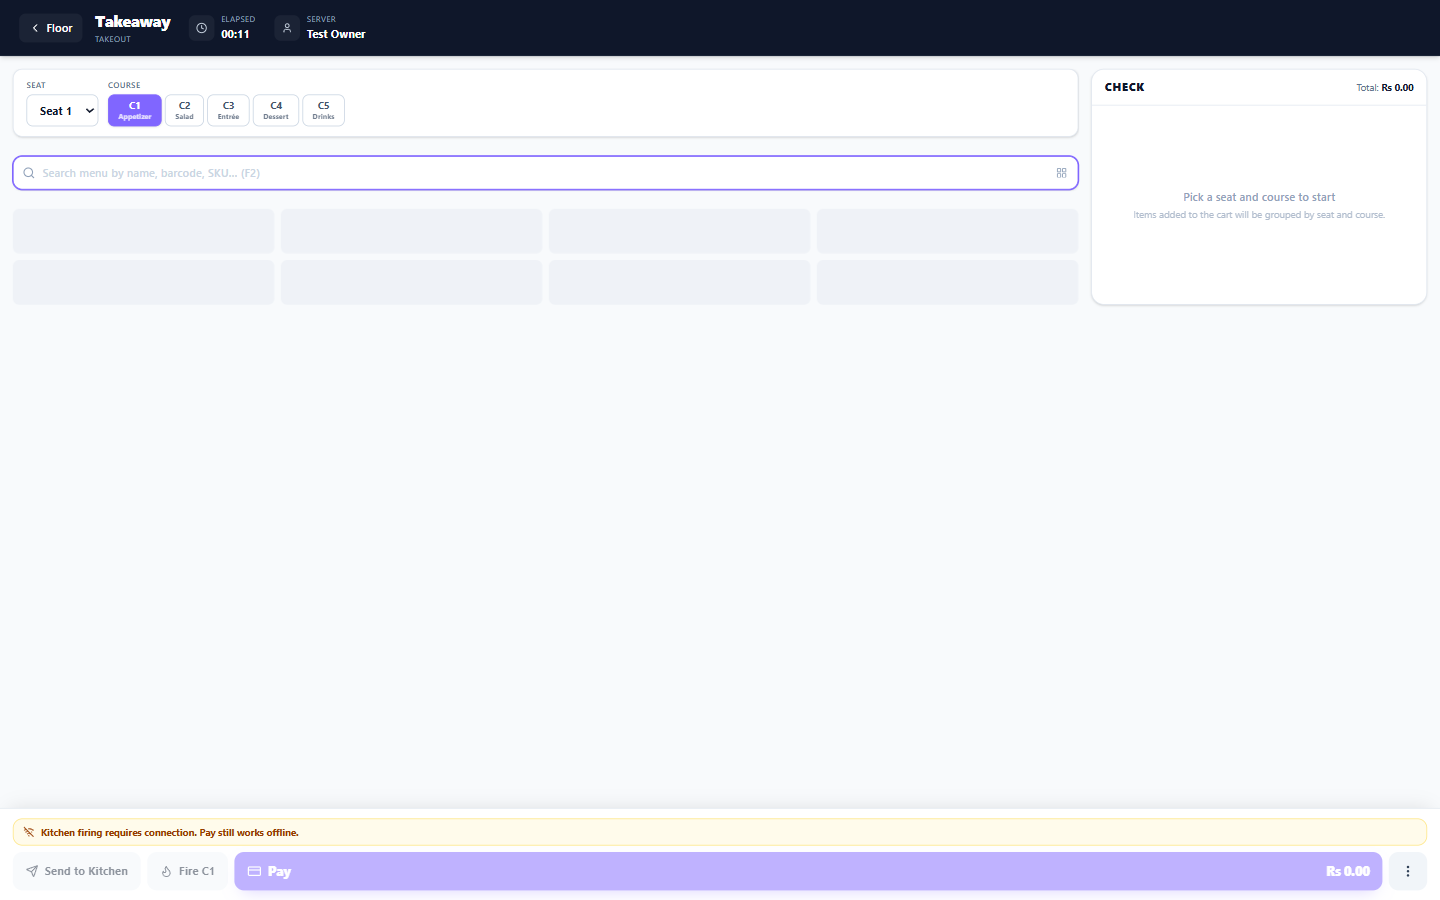 Floor
Takeaway
TAKEOUT
ELAPSED
00:11
SERVER
Test Owner
SEAT
Seat 1
COURSE
C1
Appetizer
C2
Salad
C3
Entrée
C4
Dessert
C5
Drinks
Search menu by name, barcode, SKU... (F2)
CHECK
Total: Rs 0.00
Pick a seat and course to start
Items added to the cart will be grouped by seat and course.
Kitchen firing requires connection. Pay still works offline.
Send to Kitchen
Fire C1
Pay
Rs 0.00